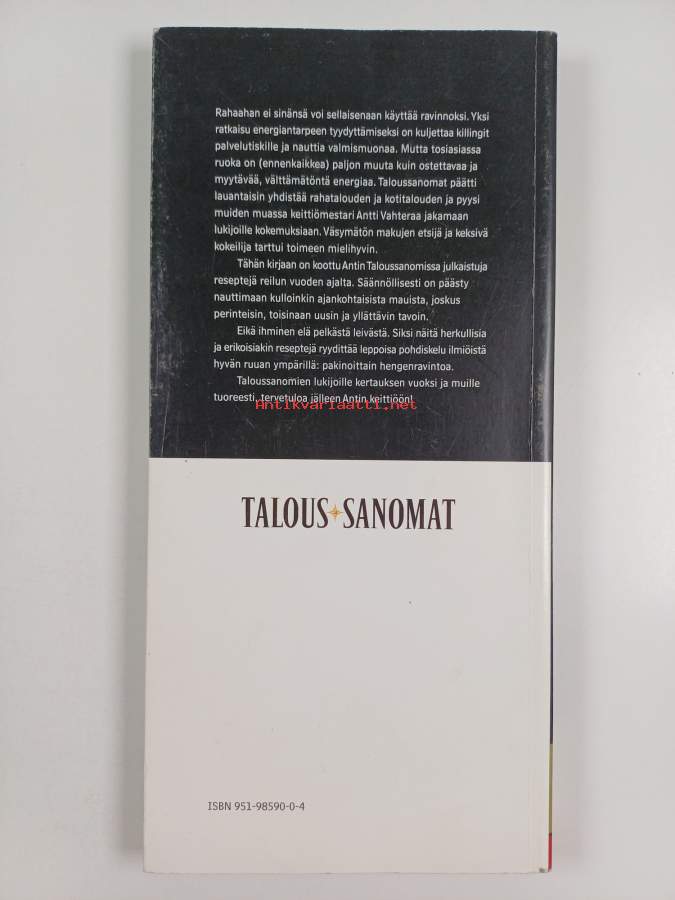 Rahaahan ei sinänsä voi sellaisenaan käyttää ravinnoksi. Yksi
ratkaisu energiantarpeen tyydyttämiseksi on kuljettaa killingit
palvelutiskille ja nauttia valmismuonaa. Mutta tosiasiassa
ruoka on (ennenkaikkea) paljon muuta kuin ostettavaa ja
myytävää, välttämätöntä energiaa. Taloussanomat päätti
lauantaisin yhdistää rahatalouden ja kotitalouden ja pyysi
muiden muassa keittiömestari Antti Vahteraa jakamaan
lukijoille kokemuksiaan. Väsymätön makujen etsijä ja keksivä
kokeilija tarttui toimeen mielihyvin.
Tähän kirjaan on koottu Antin Taloussanomissa julkaistuja
reseptejä reilun vuoden ajalta. Säännöllisesti on päästy
nauttimaan kulloinkin ajankohtaisista mauista, joskus
perinteisin, toisinaan uusin ja yllättävin tavoin.
Eikä ihminen elä pelkästä leivästä. Siksi näitä herkullisia
ja erikoisiakin reseptejä ryydittää leppoisa pohdiskelu ilmiöistä
hyvän ruuan ympärillä: pakinoittain hengenravintoa.
Taloussanomien lukijoille kertauksen vuoksi ja muille
tuoreesti, tervetuloa jälleen Antin keittiöön!
Antikvariaatti.net
TALOUS SANOMAT
ISBN 951-98590-0-4